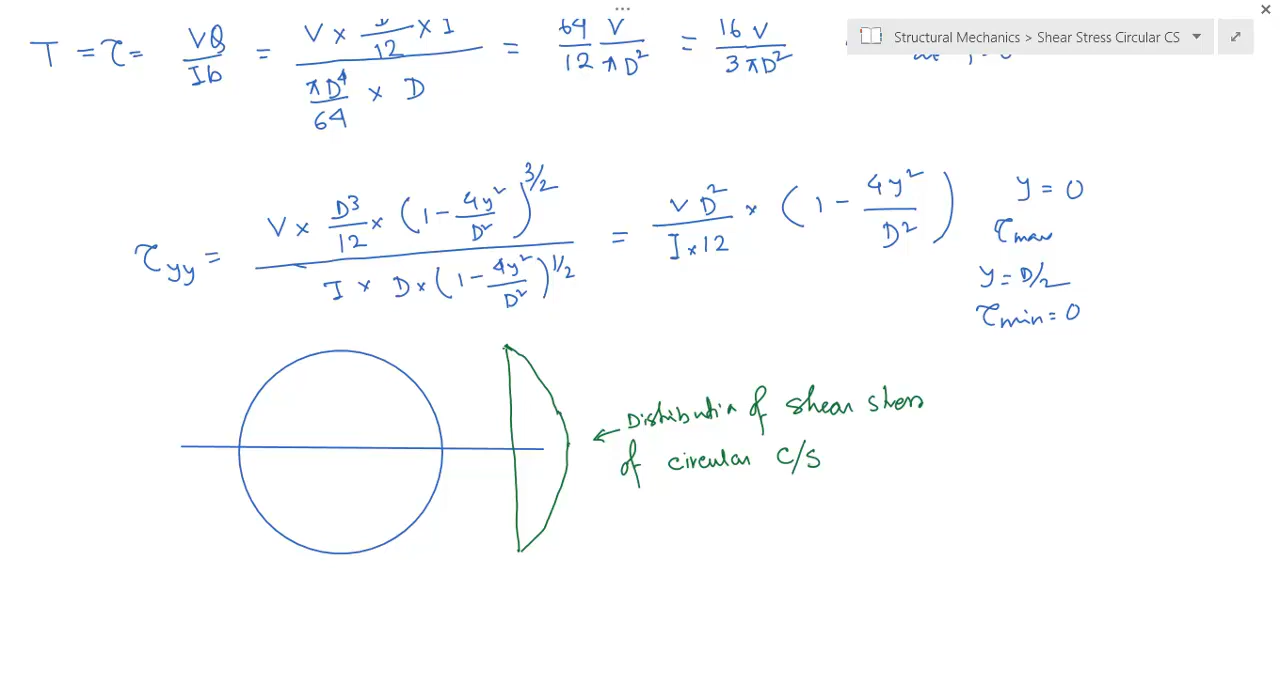 Structural Mechanics > Shear Stress Circular CS
T = τ = VQ/Ib = (V × /12 × I)/(πD⁴/64 × D) = 64/12 V/πD² = 16 V/3πD²
τyy = (V × D³/12 × (1 - 4y²/D²)^3/2)/(I × D × (1 - 4y²/D²)^1/2) = V D²/I × 12 × (1 - 4y²/D²)
y = 0
τmax
y = D/2
τmin = 0
Distribution of shear stress
of circular C/S